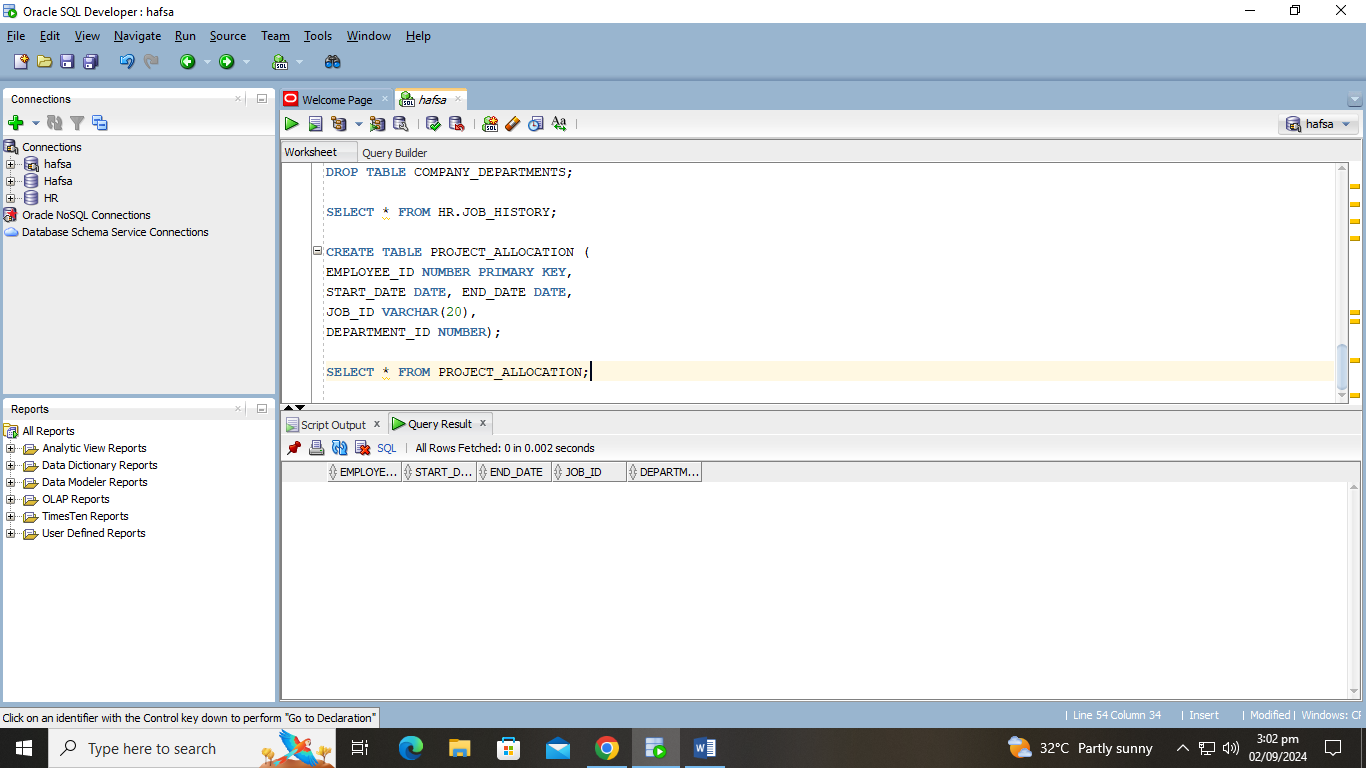 Oracle SQL Developer : hafsa
File Edit View Navigate Run Source Team Tools Window Help
Connections
Connections
hafsa
Hafsa
HR
Oracle NoSQL Connections
Database Schema Service Connections
Reports
All Reports
Analytic View Reports
Data Dictionary Reports
Data Modeler Reports
OLAP Reports
TimesTen Reports
User Defined Reports
Welcome Page hafsa
hafsa
Worksheet Query Builder
DROP TABLE COMPANY_DEPARTMENTS;
SELECT * FROM HR.JOB_HISTORY;
CREATE TABLE PROJECT_ALLOCATION (
EMPLOYEE_ID NUMBER PRIMARY KEY,
START_DATE DATE, END_DATE DATE,
JOB_ID VARCHAR(20),
DEPARTMENT_ID NUMBER);
SELECT * FROM PROJECT_ALLOCATION;
Script Output Query Result
SQL All Rows Fetched: 0 in 0.002 seconds
EMPLOYE... START_D... END_DATE JOB_ID DEPARTM...
Click on an identifier with the Control key down to perform "Go to Declaration"
Line 54 Column 34 Insert Modified Windows: CF
Type here to search
32°C Partly sunny
3:02 pm
02/09/2024